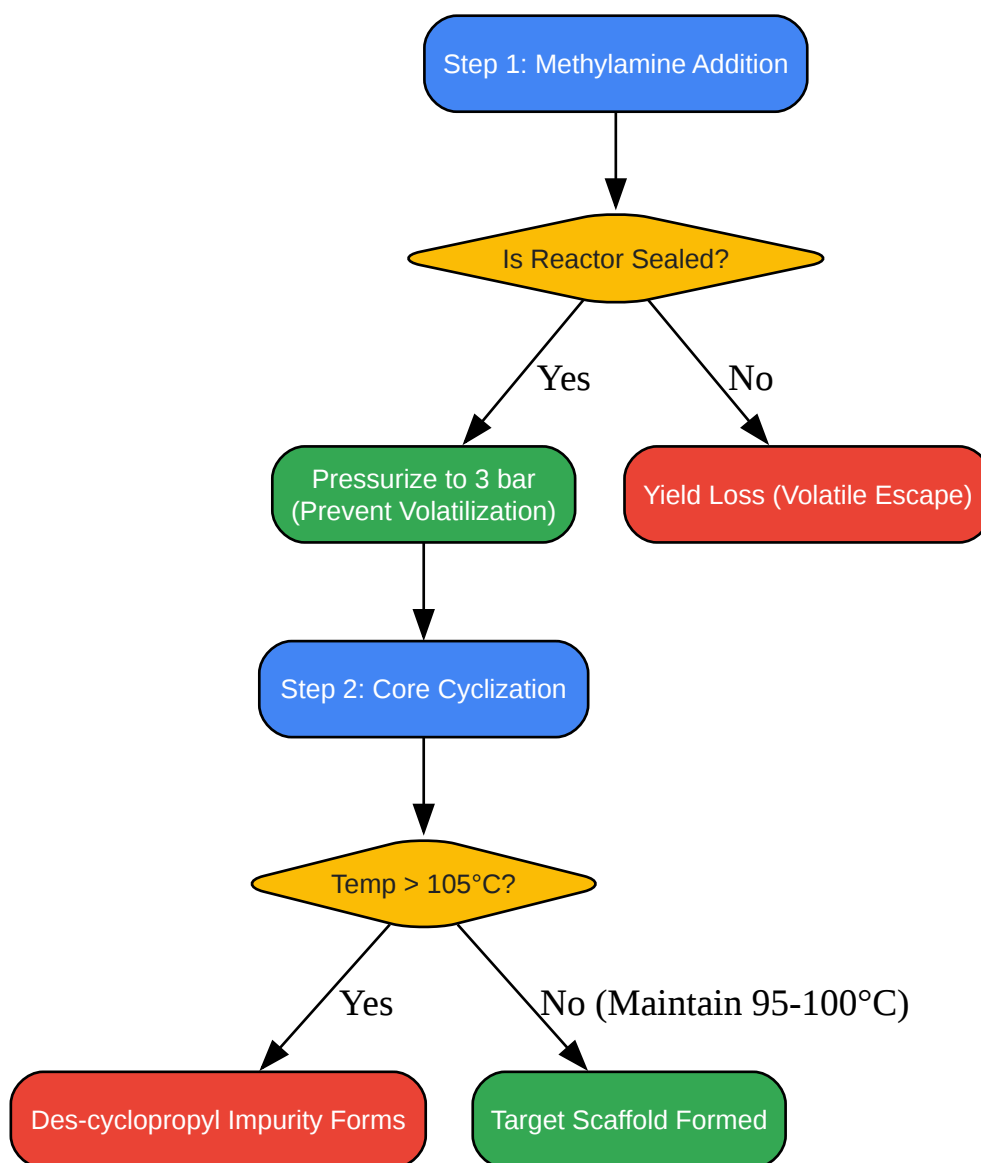 Step 1: Methylamine Addition
Is Reactor Sealed?
Yes
No
Pressurize to 3 bar
(Prevent Volatilization)
Yield Loss (Volatile Escape)
Step 2: Core Cyclization
Temp > 105°C?
Yes
No (Maintain 95-100°C)
Des-cyclopropyl Impurity Forms
Target Scaffold Formed